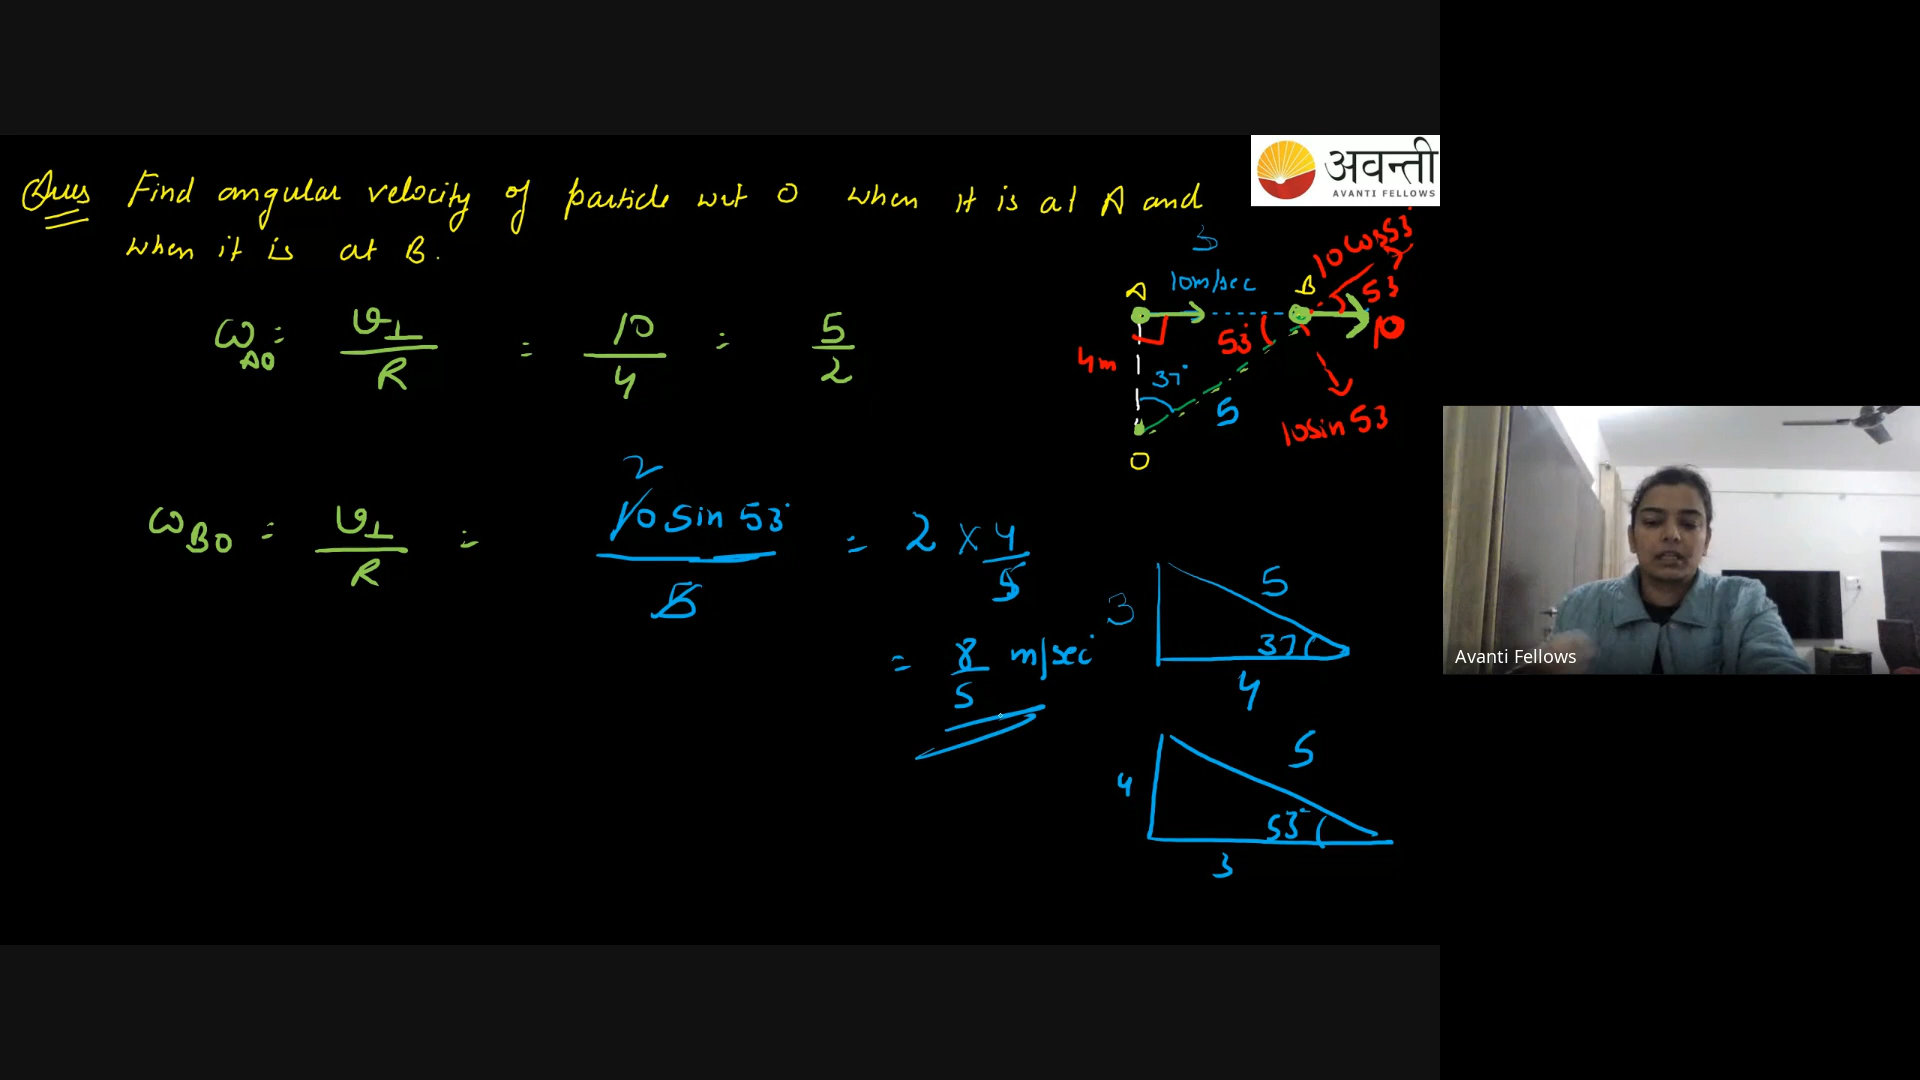 Ques Find angular velocity of particle wrt O when it is at A and
when it is at B.
अवन्ती
AVANTI FELLOWS
ω_AO = v⊥/R = 10/4 = 5/2
ω_BO = v⊥/R = 10 sin 53°/5 = 2 × 4/5
2
= 8/5 m/sec
3
10m/sec
A
B
10 cos 53°
53
10
53°
4m
37°
5
10 sin 53
O
5
3
37
4
5
4
53°
3
Avanti Fellows